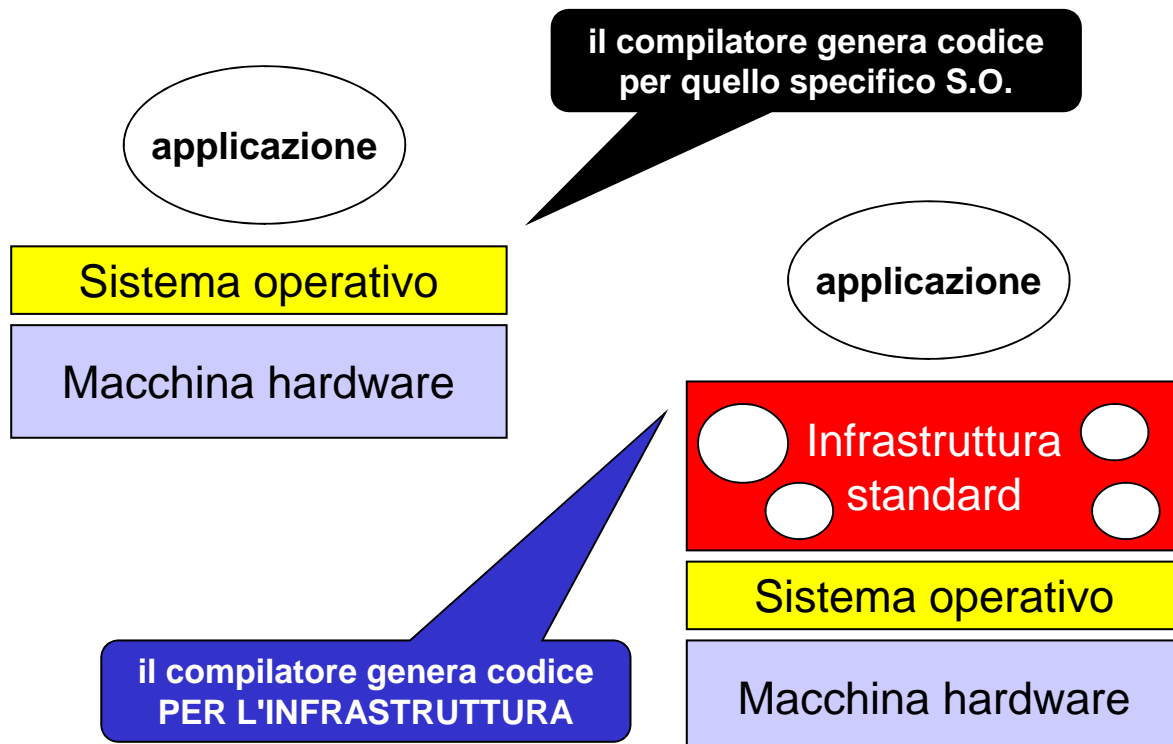 il compilatore genera codice
per quello specifico S.O.
applicazione
Sistema operativo
Macchina hardware
applicazione
Infrastruttura
standard
Sistema operativo
Macchina hardware
il compilatore genera codice
PER L'INFRASTRUTTURA